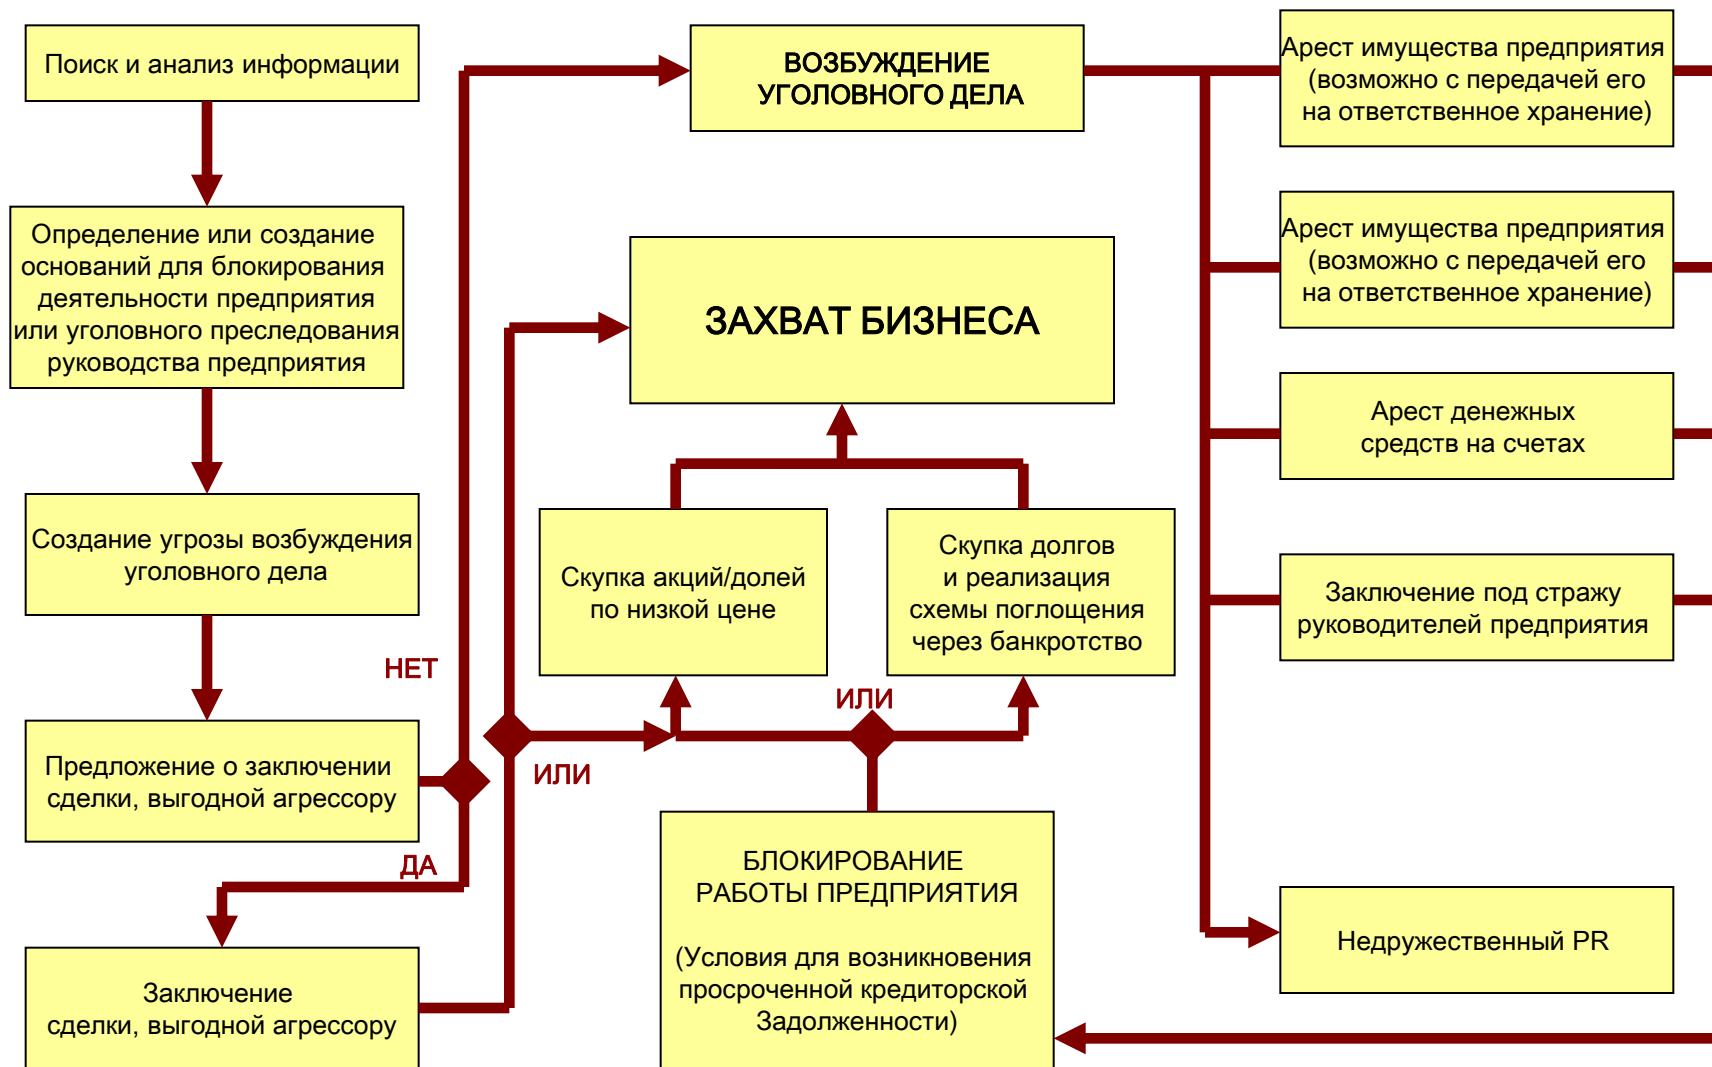 Поиск и анализ информации
Определение или создание
оснований для блокирования
деятельности предприятия
или уголовного преследования
руководства предприятия
Создание угрозы возбуждения
уголовного дела
НЕТ
Предложение о заключении
сделки, выгодной агрессору
ДА
Заключение
сделки, выгодной агрессору
ВОЗБУЖДЕНИЕ
УГОЛОВНОГО ДЕЛА
ЗАХВАТ БИЗНЕСА
Скупка акций/долей
по низкой цене
Скупка долгов
и реализация
схемы поглощения
через банкротство
ИЛИ
ИЛИ
БЛОКИРОВАНИЕ
РАБОТЫ ПРЕДПРИЯТИЯ
(Условия для возникновения
просроченной кредиторской
Задолженности)
Арест имущества предприятия
(возможно с передачей его
на ответственное хранение)
Арест имущества предприятия
(возможно с передачей его
на ответственное хранение)
Арест денежных
средств на счетах
Заключение под стражу
руководителей предприятия
Недружественный PR